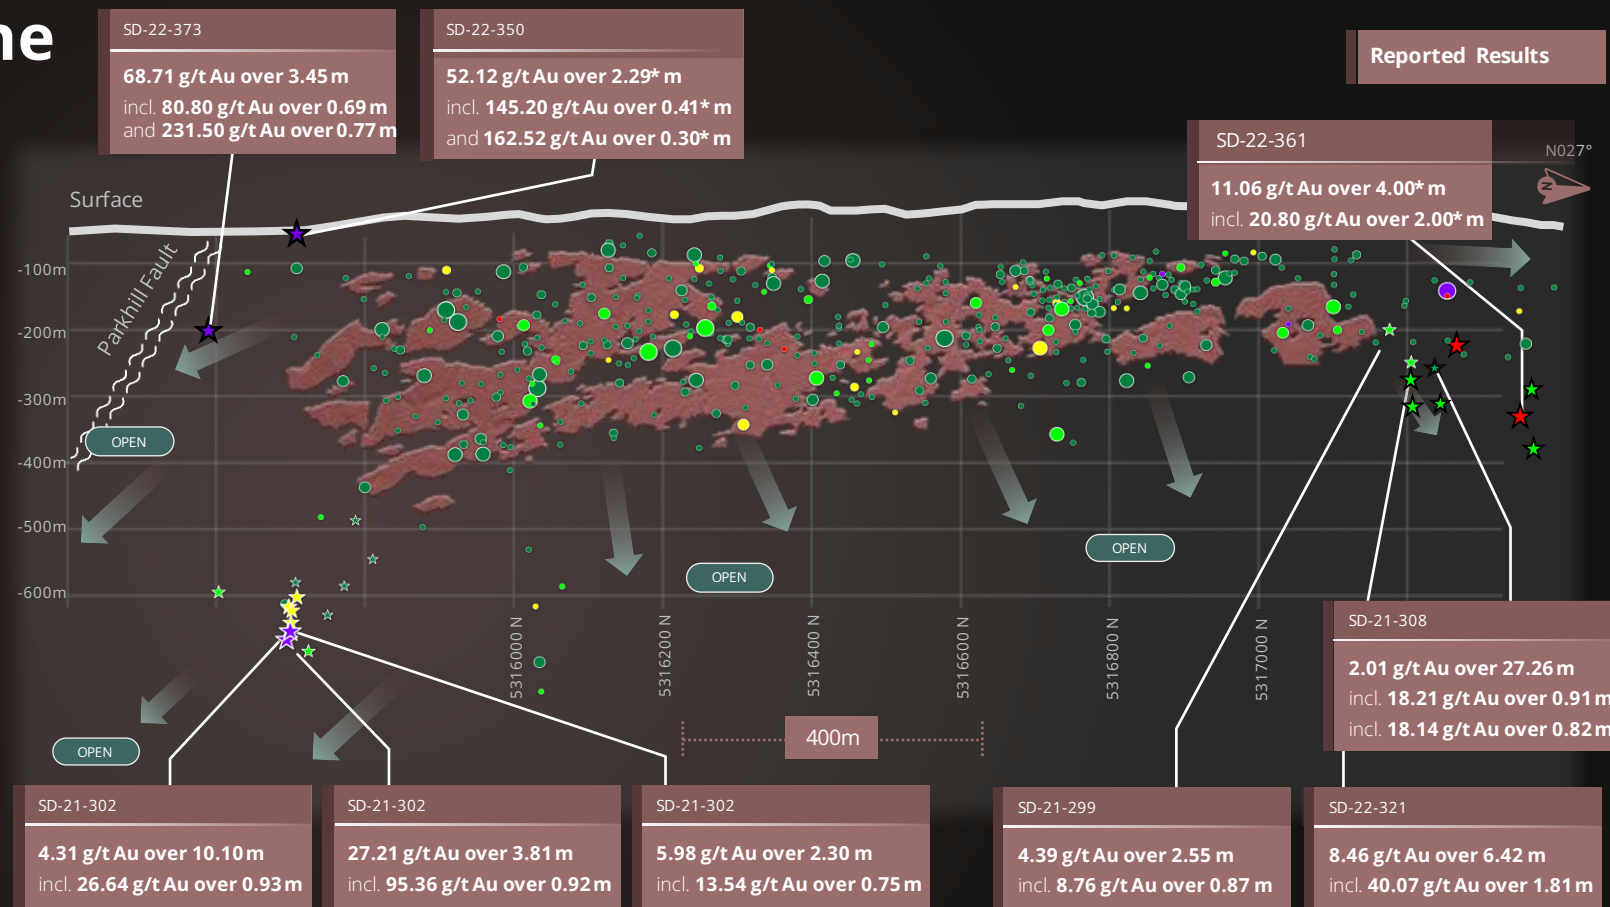 ne
SD-22-373
68.71 g/t Au over 3.45 m
incl. 80.80 g/t Au over 0.69 m
and 231.50 g/t Au over 0.77 m
SD-22-350
52.12 g/t Au over 2.29* m
incl. 145.20 g/t Au over 0.41* m
and 162.52 g/t Au over 0.30* m
Reported Results
SD-22-361
11.06 g/t Au over 4.00* m
incl. 20.80 g/t Au over 2.00* m
N027°
N
Surface
Parkhill Fault
-100m
-200m
-300m
-400m
-500m
-600m
OPEN
OPEN
OPEN
OPEN
5316000 N
5316200 N
5316400 N
5316600 N
5316800 N
5317000 N
400m
SD-21-308
2.01 g/t Au over 27.26 m
incl. 18.21 g/t Au over 0.91 m
incl. 18.14 g/t Au over 0.82 m
SD-21-302
4.31 g/t Au over 10.10 m
incl. 26.64 g/t Au over 0.93 m
SD-21-302
27.21 g/t Au over 3.81 m
incl. 95.36 g/t Au over 0.92 m
SD-21-302
5.98 g/t Au over 2.30 m
incl. 13.54 g/t Au over 0.75 m
SD-21-299
4.39 g/t Au over 2.55 m
incl. 8.76 g/t Au over 0.87 m
SD-22-321
8.46 g/t Au over 6.42 m
incl. 40.07 g/t Au over 1.81 m